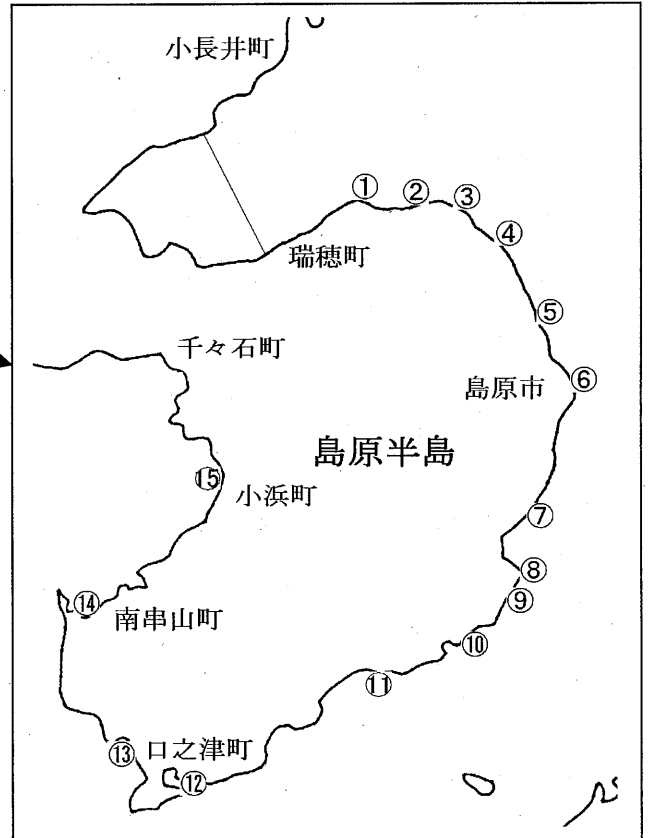 小長井町
①
②
③
④
瑞穂町
⑤
千々石町
⑥
島原市
島原半島
⑮
小浜町
⑦
⑧
⑨
⑭
南串山町
⑩
⑪
⑬
口之津町
⑫